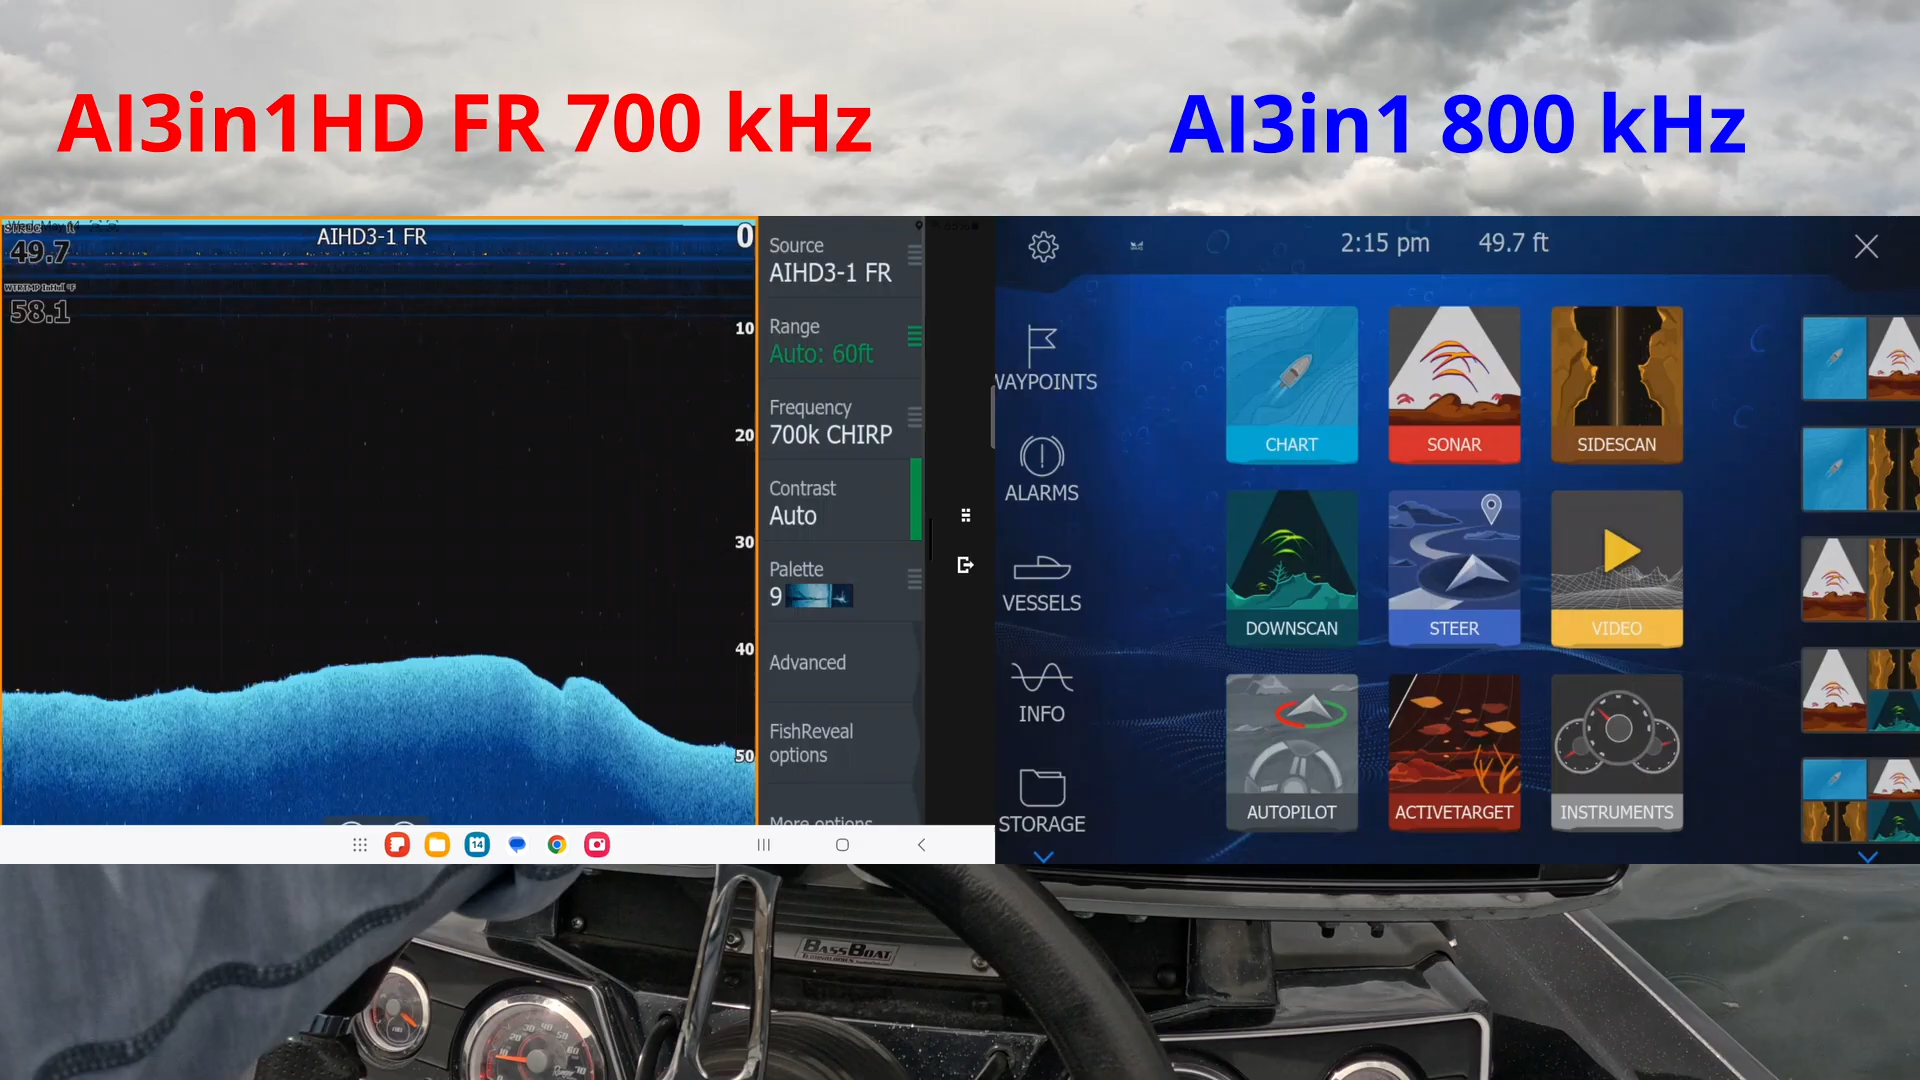 AI3in1HD FR 700 kHz
AI3in1 800 kHz
AIHD3-1 FR
49.7
58.1
0
10
20
30
40
50
Source
AIHD3-1 FR
Range
Auto: 60ft
Frequency
700k CHIRP
Contrast
Auto
Palette
9
Advanced
FishReveal
options
More options
14
2:15 pm 49.7 ft
WAYPOINTS
ALARMS
VESSELS
INFO
STORAGE
CHART
SONAR
SIDESCAN
DOWNSCAN
STEER
VIDEO
AUTOPILOT
ACTIVETARGET
INSTRUMENTS
BASSBOAT